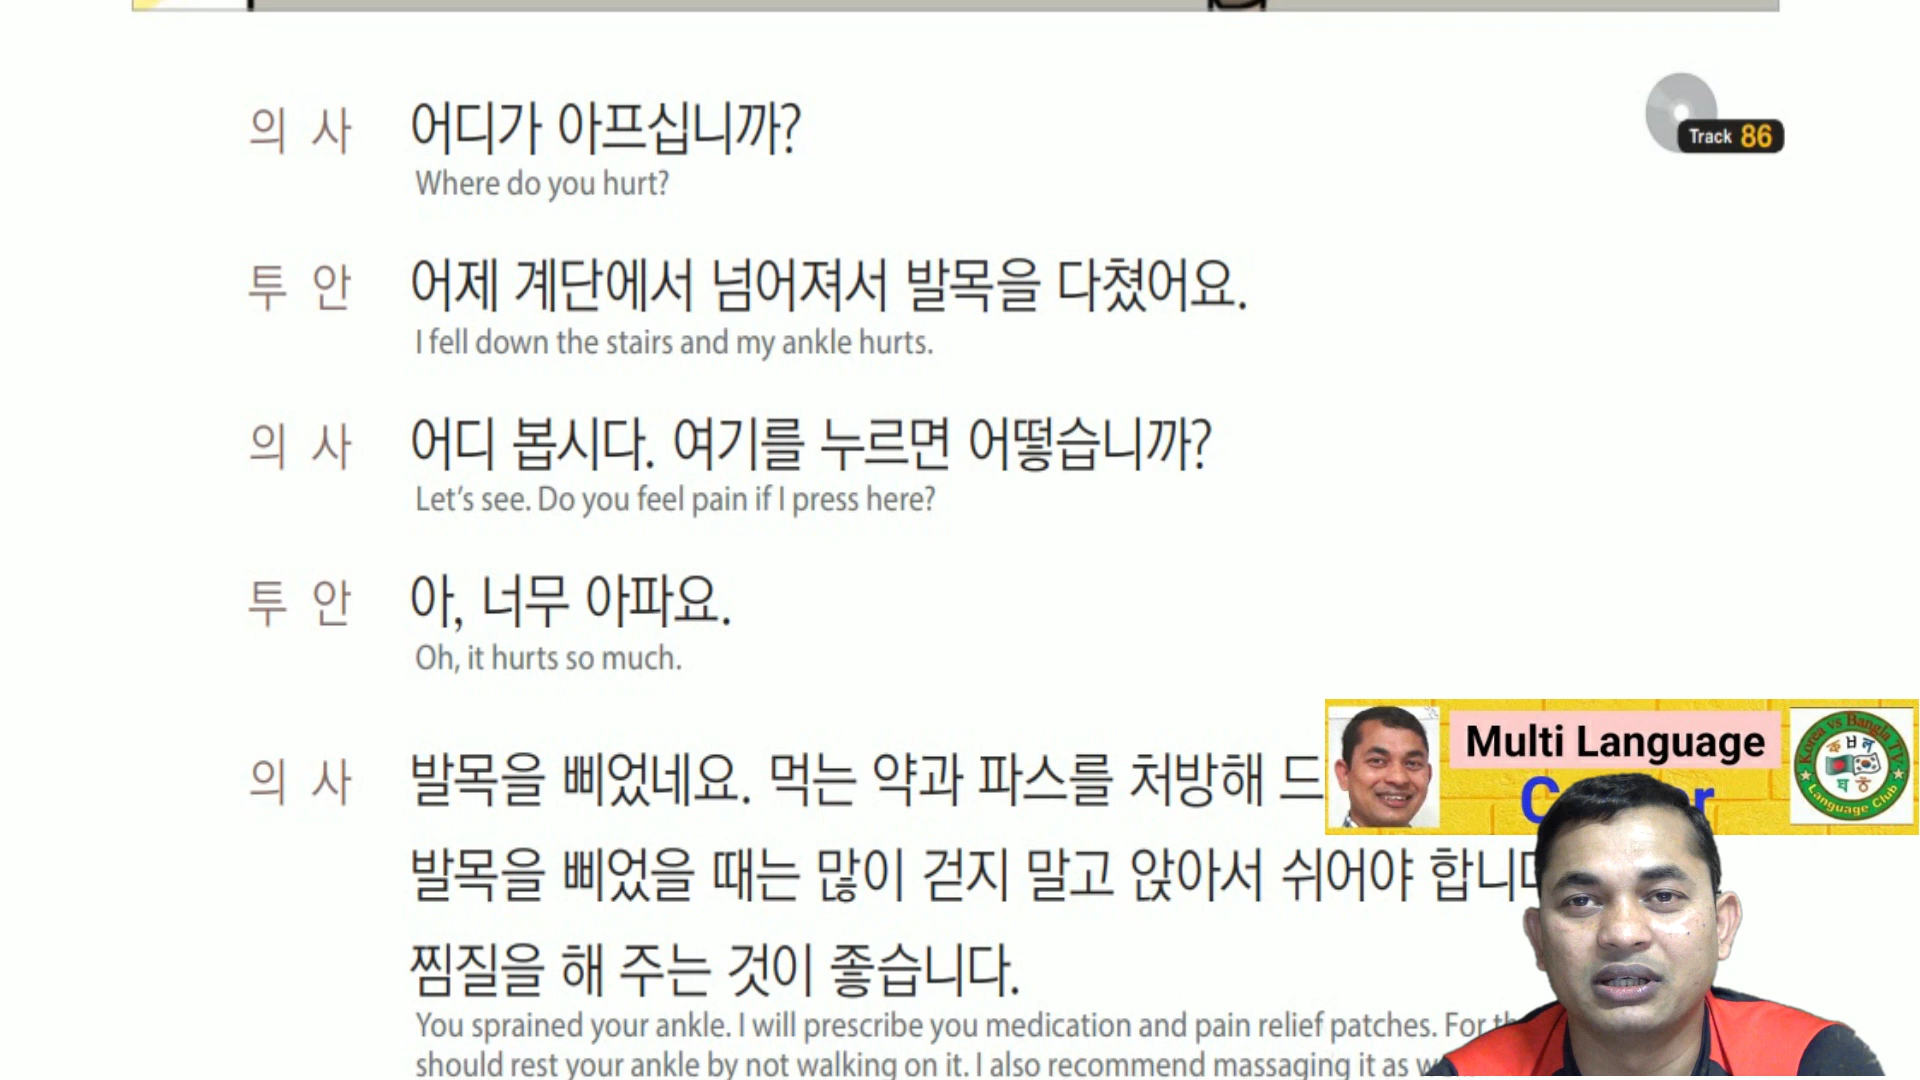 Track 86
의 사 어디가 아프십니까?
Where do you hurt?
투 안 어제 계단에서 넘어져서 발목을 다쳤어요.
I fell down the stairs and my ankle hurts.
의 사 어디 봅시다. 여기를 누르면 어떻습니까?
Let's see. Do you feel pain if I press here?
투 안 아, 너무 아파요.
Oh, it hurts so much.
의 사 발목을 삐었네요. 먹는 약과 파스를 처방해 드
발목을 삐었을 때는 많이 걷지 말고 앉아서 쉬어야
찜질을 해 주는 것이 좋습니다.
You sprained your ankle. I will prescribe you medication and pain relief patches. For
should rest your ankle by not walking on it. I also recommend massaging it as
Multi Language
Korea vs Bangla TV
Language Club